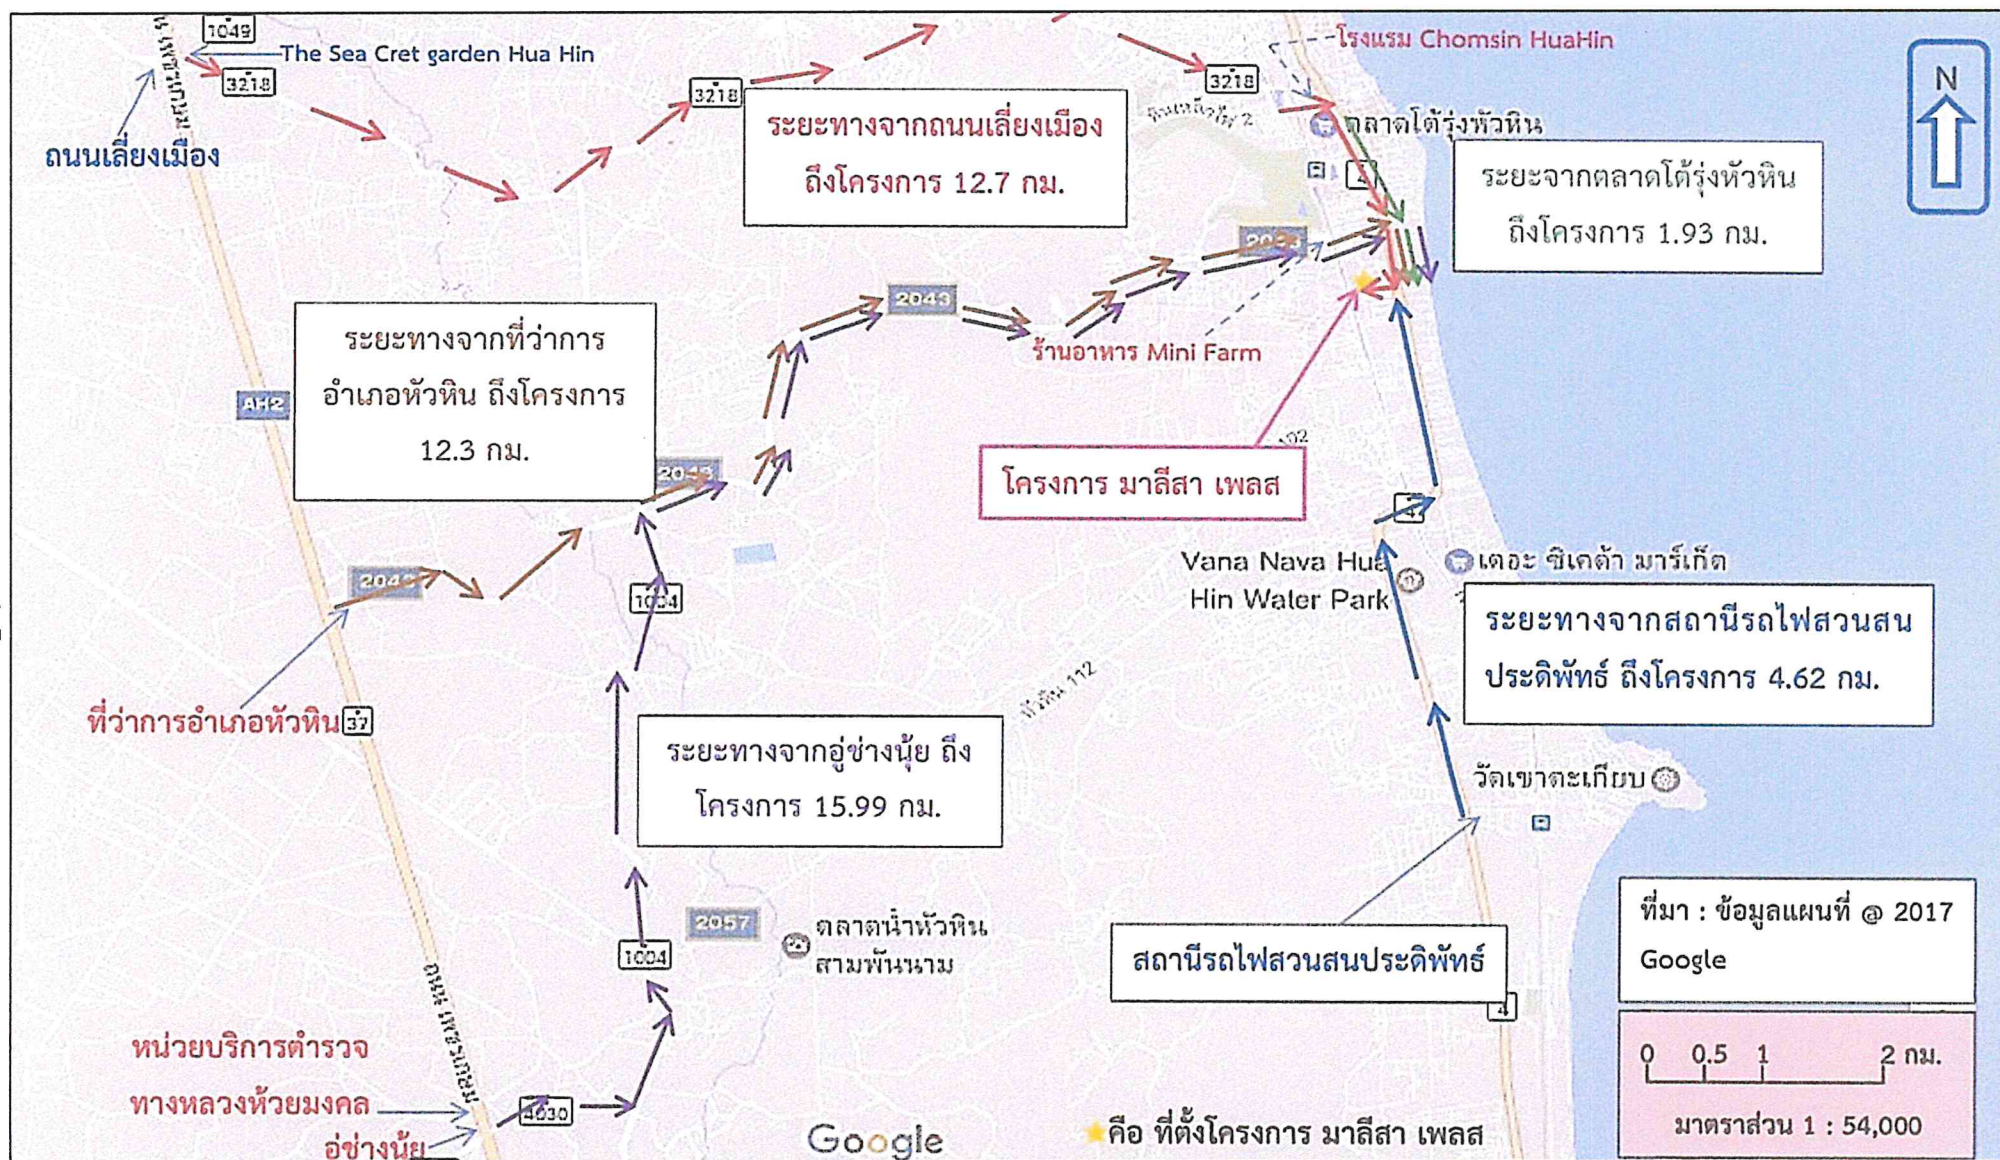 1049
The Sea Cret garden Hua Hin
3218
ถนนเลี่ยงเมือง
3218
ระยะทางจากถนนเลี่ยงเมือง
ถึงโครงการ 12.7 กม.
3218
โรงแรม Chomsin HuaHin
ตลาดโต้รุ่งหัวหิน
4
ระยะจากตลาดโต้รุ่งหัวหิน
ถึงโครงการ 1.93 กม.
N
2043
ร้านอาหาร Mini Farm
ระยะทางจากที่ว่าการ
อำเภอหัวหิน ถึงโครงการ
12.3 กม.
AH2
โครงการ มาลีสา เพลส
4
Vana Nava Hua
Hin Water Park
เดอะ ซิเคด้า มาร์เก็ต
1004
ระยะทางจากสถานีรถไฟสวนสน
ประดิพัทธ์ ถึงโครงการ 4.62 กม.
ที่ว่าการอำเภอหัวหิน
37
หัวหิน 112
ระยะทางจากอู่ช่างนุ้ย ถึง
โครงการ 15.99 กม.
วัดเขาตะเกียบ
2057
ตลาดน้ำหัวหิน
สามพันนาม
1004
สถานีรถไฟสวนสนประดิพัทธ์
4
ที่มา : ข้อมูลแผนที่ @ 2017
Google
ถนน เพชรเกษม
หน่วยบริการตำรวจ
ทางหลวงห้วยมงคล
อู่ช่างนุ้ย
4030
Google
คือ ที่ตั้งโครงการ มาลีสา เพลส
0 0.5 1 2 กม.
มาตราส่วน 1 : 54,000